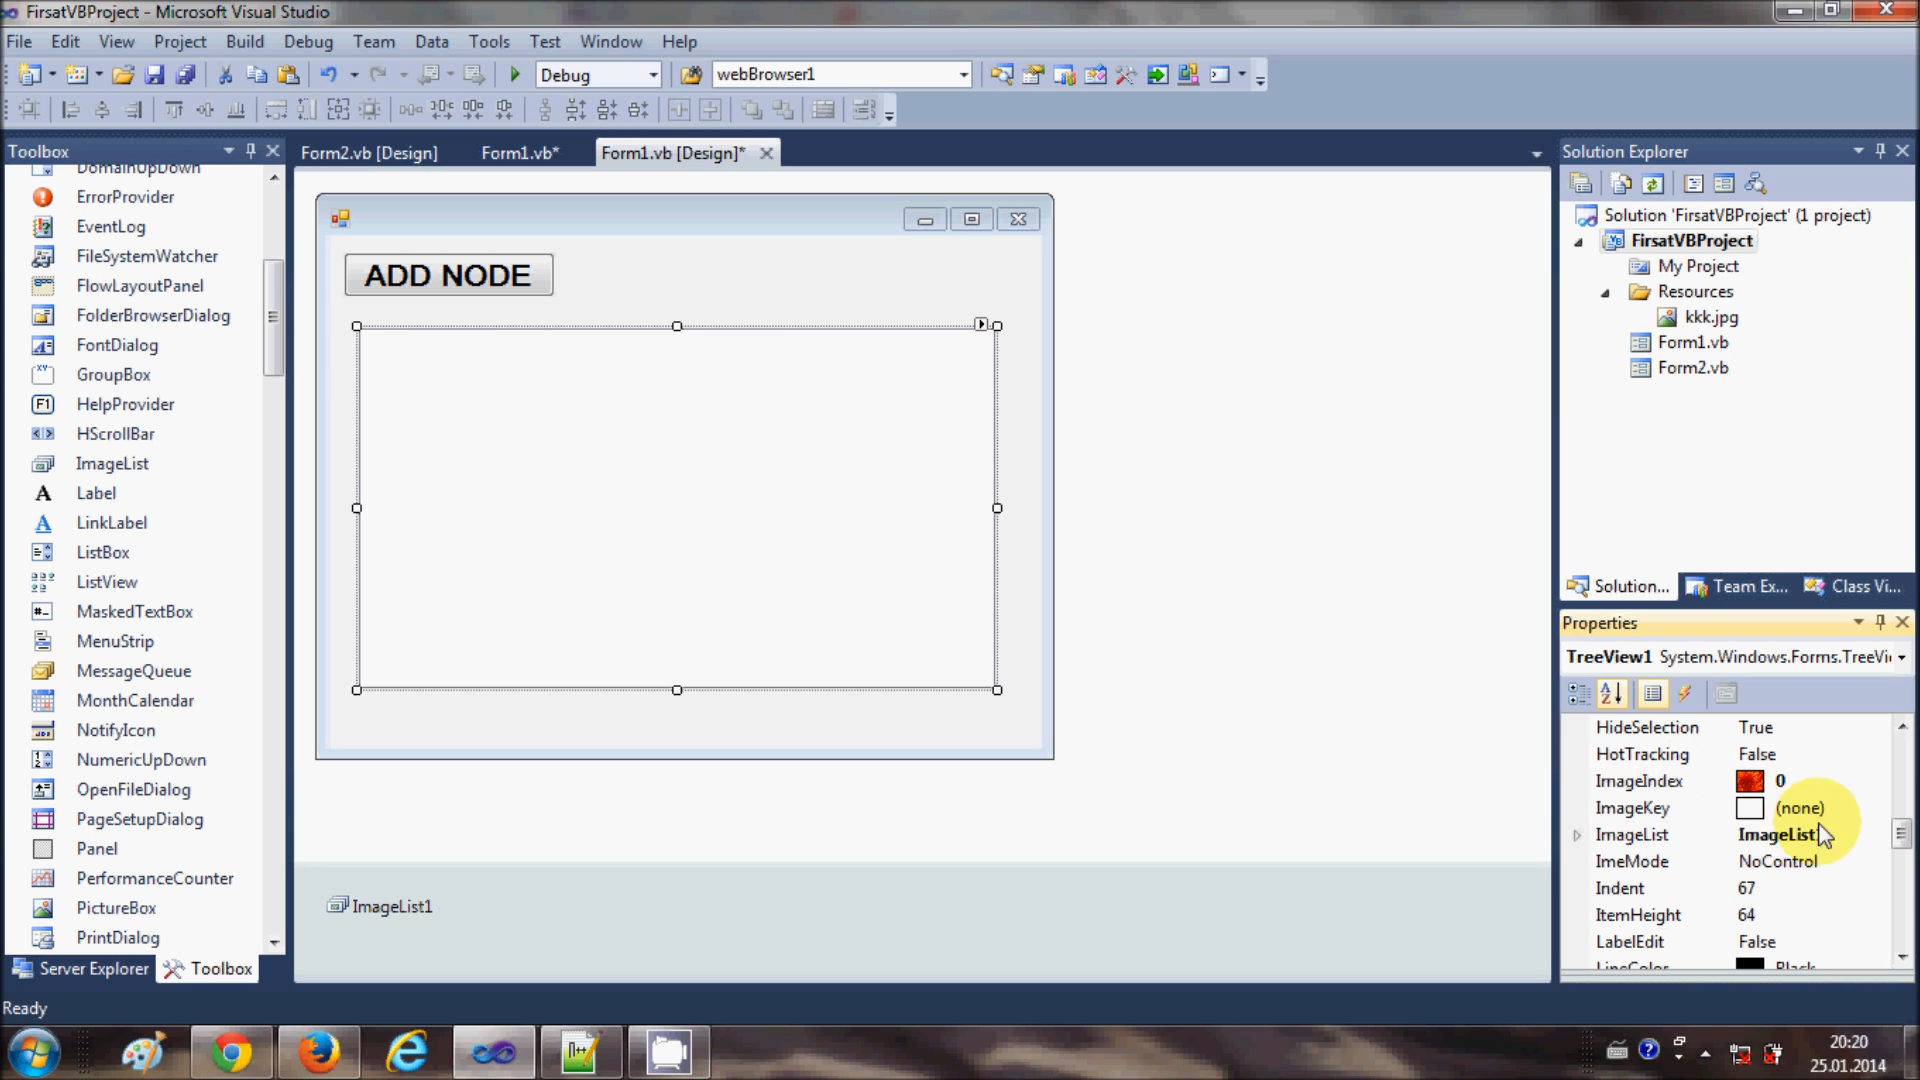 FirsatVBProject - Microsoft Visual Studio
File Edit View Project Build Debug Team Data Tools Test Window Help
Debug webBrowser1
Toolbox
DomainUpDown
ErrorProvider
EventLog
FileSystemWatcher
FlowLayoutPanel
FolderBrowserDialog
FontDialog
GroupBox
HelpProvider
HScrollBar
ImageList
Label
LinkLabel
ListBox
ListView
MaskedTextBox
MenuStrip
MessageQueue
MonthCalendar
NotifyIcon
NumericUpDown
OpenFileDialog
PageSetupDialog
Panel
PerformanceCounter
PictureBox
PrintDialog
Server Explorer Toolbox
Form2.vb [Design] Form1.vb* Form1.vb [Design]*
ADD NODE
ImageList1
Solution Explorer
Solution 'FirsatVBProject' (1 project)
FirsatVBProject
My Project
Resources
kkk.jpg
Form1.vb
Form2.vb
Solution... Team Ex... Class Vi...
Properties
TreeView1 System.Windows.Forms.TreeVi
HideSelection True
HotTracking False
ImageIndex 0
ImageKey (none)
ImageList ImageList
ImeMode NoControl
Indent 67
ItemHeight 64
LabelEdit False
LineColor Black
Ready
20:20
25.01.2014